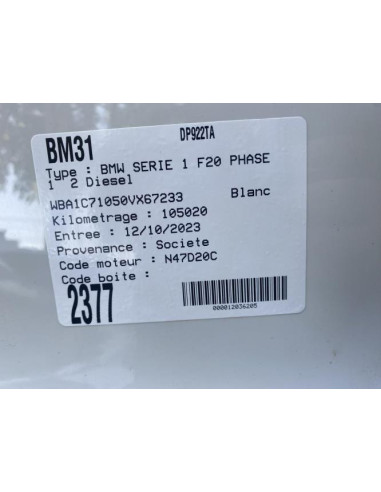 DP922TA
BM31
Type : BMW SERIE 1 F20 PHASE
1 2 Diesel
WBA1C71050VX67233 Blanc
Kilometrage : 105020
Entree : 12/10/2023
Provenance : Societe
Code moteur : N47D20C
Code boite :
2377
000012036205